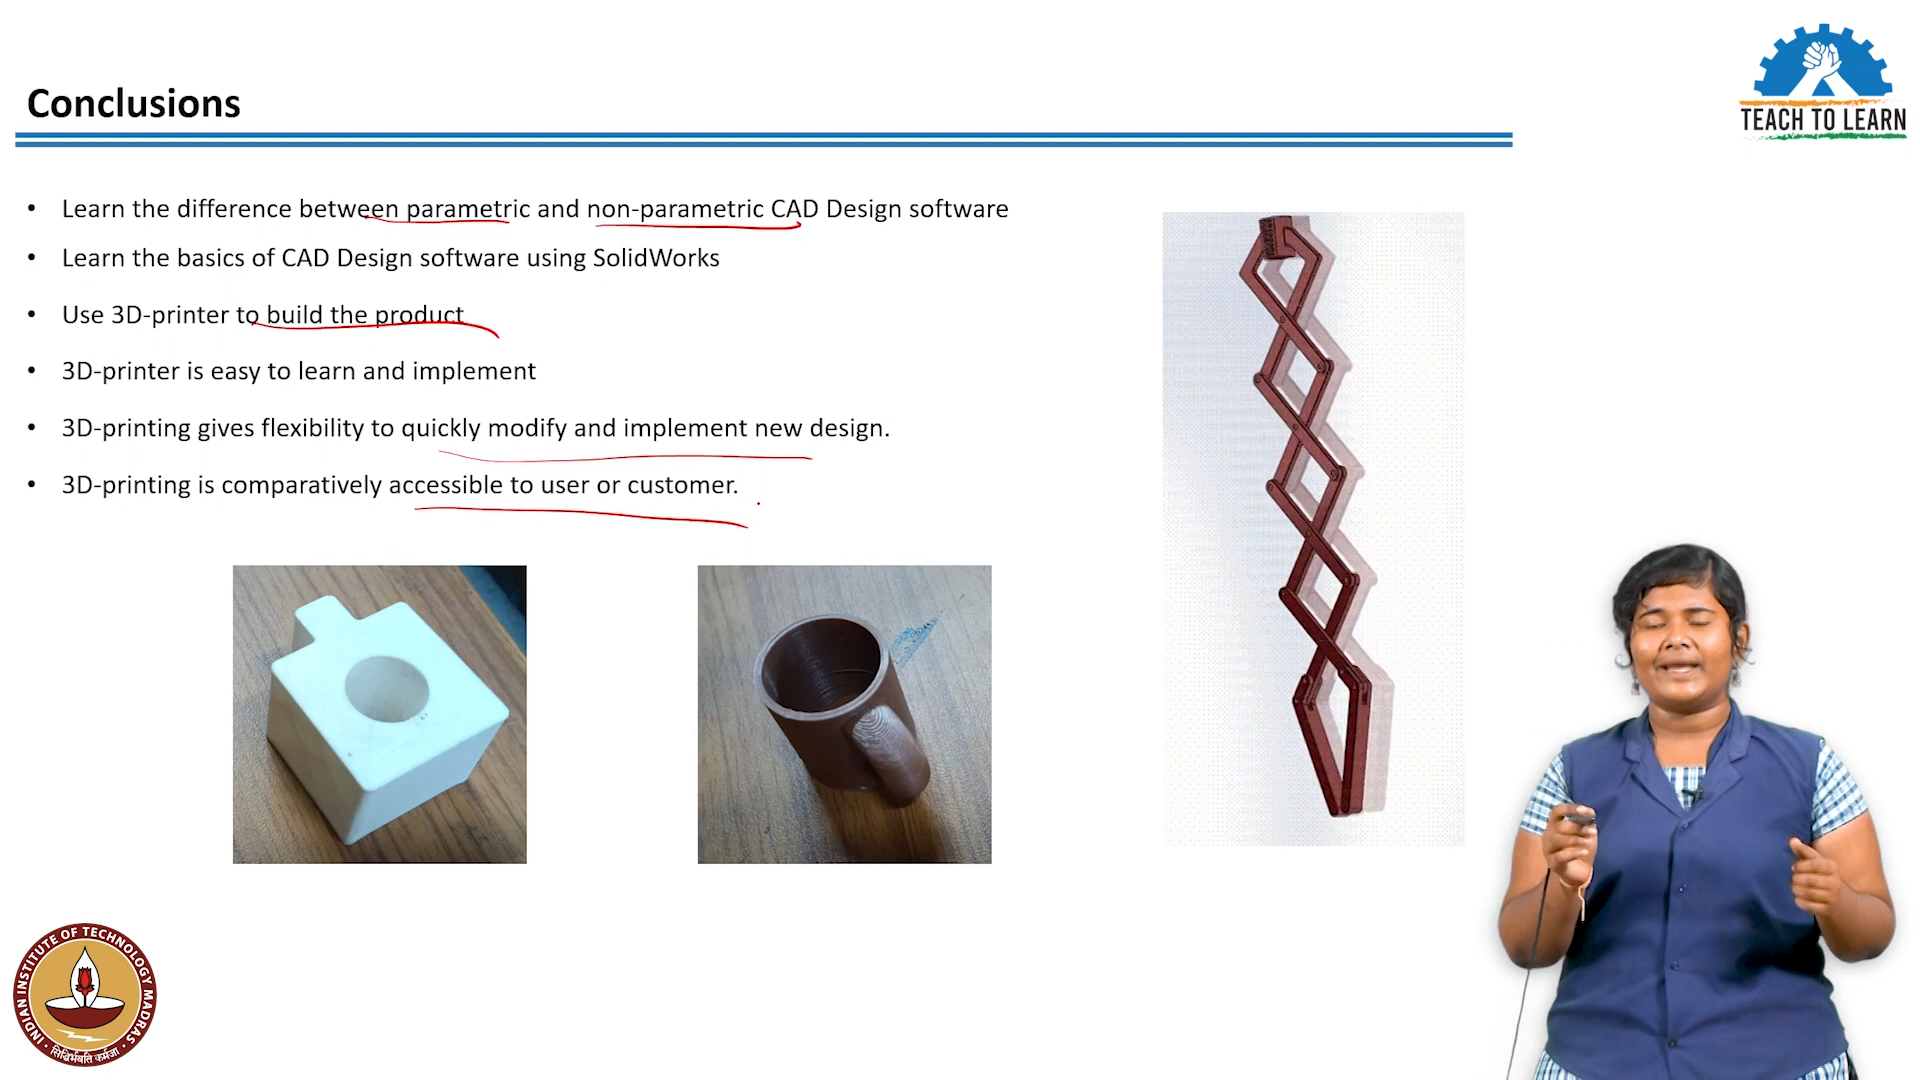 Conclusions
TEACH TO LEARN
• Learn the difference between parametric and non-parametric CAD Design software
• Learn the basics of CAD Design software using SolidWorks
• Use 3D-printer to build the product
• 3D-printer is easy to learn and implement
• 3D-printing gives flexibility to quickly modify and implement new design.
• 3D-printing is comparatively accessible to user or customer.
INDIAN INSTITUTE OF TECHNOLOGY MADRAS
सिद्धिर्भवति कर्मजा